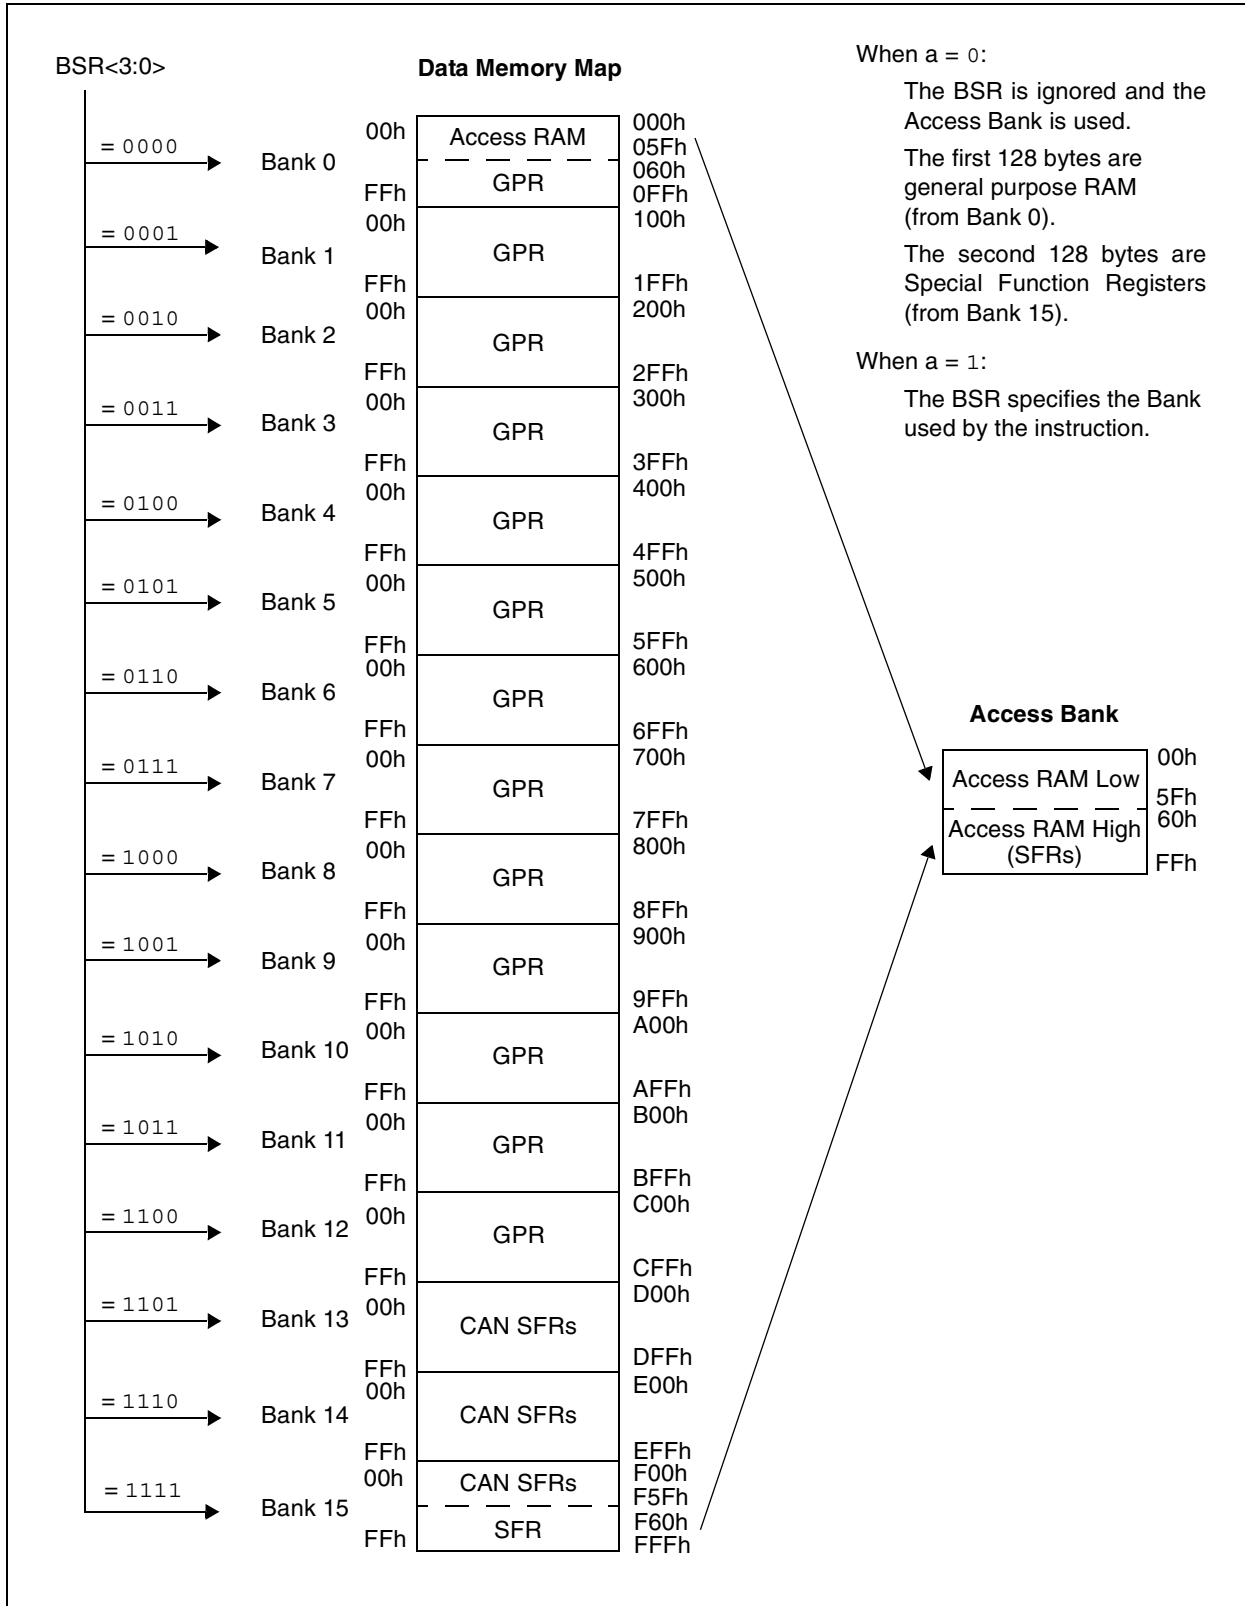 BSR<3:0>
Data Memory Map
When a = 0:
The BSR is ignored and the
Access Bank is used.
The first 128 bytes are
general purpose RAM
(from Bank 0).
The second 128 bytes are
Special Function Registers
(from Bank 15).
When a = 1:
The BSR specifies the Bank
used by the instruction.
= 0000
Bank 0
00h
FFh
Access RAM
GPR
000h
05Fh
060h
0FFh
= 0001
Bank 1
00h
FFh
GPR
100h
1FFh
= 0010
Bank 2
00h
FFh
GPR
200h
2FFh
= 0011
Bank 3
00h
FFh
GPR
300h
3FFh
= 0100
Bank 4
00h
FFh
GPR
400h
4FFh
= 0101
Bank 5
00h
FFh
GPR
500h
5FFh
= 0110
Bank 6
00h
FFh
GPR
600h
6FFh
= 0111
Bank 7
00h
FFh
GPR
700h
7FFh
= 1000
Bank 8
00h
FFh
GPR
800h
8FFh
= 1001
Bank 9
00h
FFh
GPR
900h
9FFh
= 1010
Bank 10
00h
FFh
GPR
A00h
AFFh
= 1011
Bank 11
00h
FFh
GPR
B00h
BFFh
= 1100
Bank 12
00h
FFh
GPR
C00h
CFFh
= 1101
Bank 13
00h
FFh
CAN SFRs
D00h
DFFh
= 1110
Bank 14
00h
FFh
CAN SFRs
E00h
EFFh
= 1111
Bank 15
00h
FFh
CAN SFRs
SFR
F00h
F5Fh
F60h
FFFh
Access Bank
Access RAM Low
Access RAM High
(SFRs)
00h
5Fh
60h
FFh